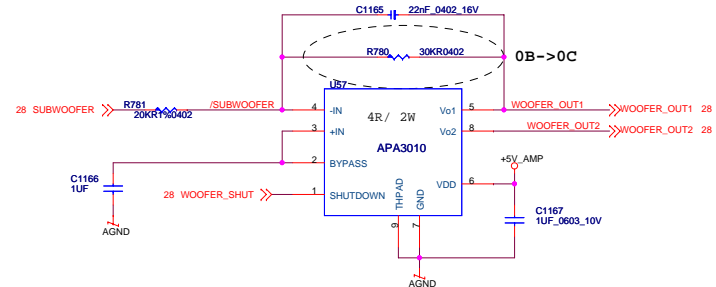 C1165 22nF_0402_16V
R780 30KR0402
0B->0C
U57
28 SUBWOOFER
R781
20KR1%0402
/SUBWOOFER
4 -IN
4R/ 2W
Vo1 5
WOOFER_OUT1
WOOFER_OUT1 28
3 +IN
Vo2 8
WOOFER_OUT2
WOOFER_OUT2 28
APA3010
2 BYPASS
+5V_AMP
C1166
1UF
VDD 6
28 WOOFER_SHUT
1 SHUTDOWN
THPAD
GND
9
7
C1167
1UF_0603_10V
AGND
AGND